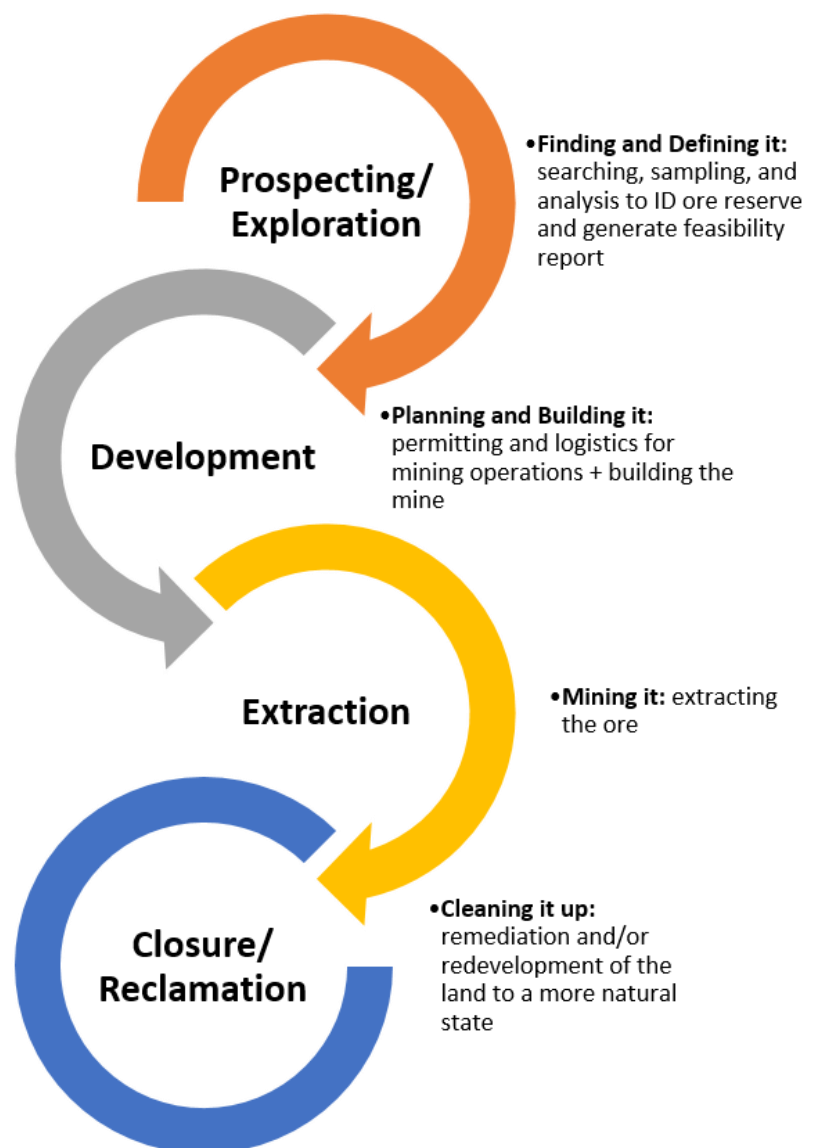 Prospecting/
Exploration
•Finding and Defining it:
searching, sampling, and
analysis to ID ore reserve
and generate feasibility
report
Development
•Planning and Building it:
permitting and logistics for
mining operations + building the
mine
Extraction
•Mining it: extracting
the ore
Closure/
Reclamation
•Cleaning it up:
remediation and/or
redevelopment of the
land to a more natural
state